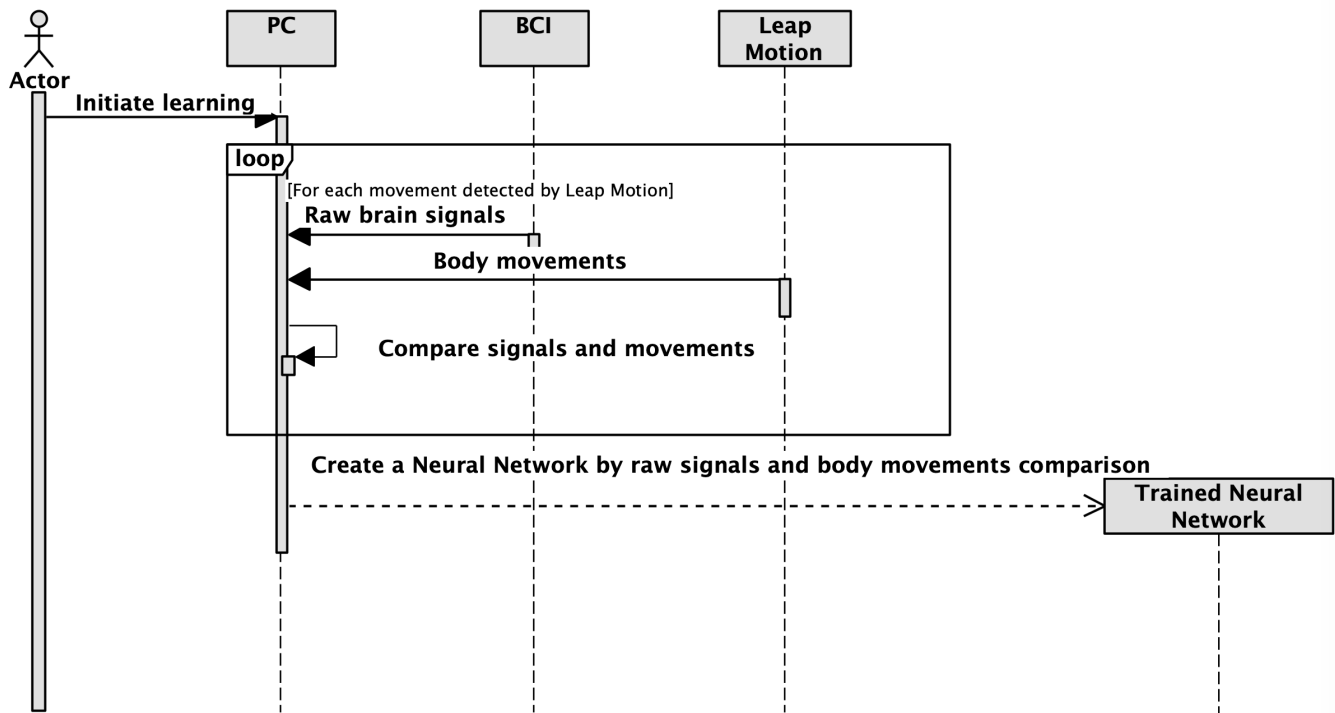 PC
BCI
Leap
Motion
Actor
Initiate learning
loop
[For each movement detected by Leap Motion]
Raw brain signals
Body movements
Compare signals and movements
Create a Neural Network by raw signals and body movements comparison
Trained Neural
Network